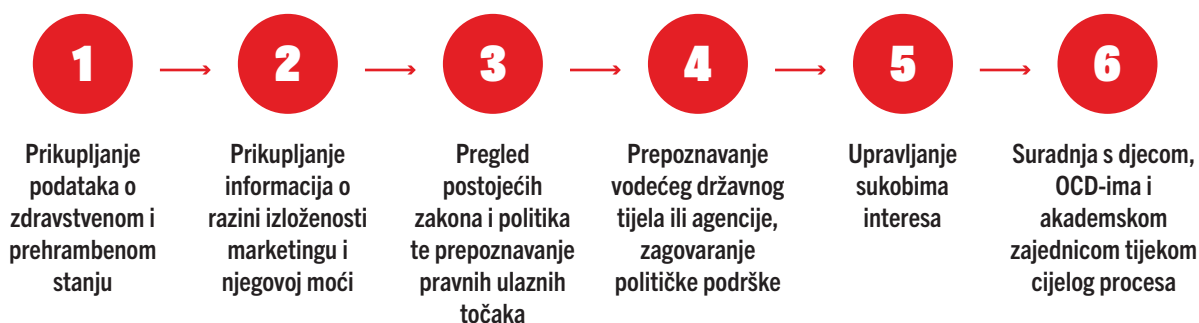 1
Prikupljanje
podataka o
zdravstvenom i
prehrambenom
stanju
2
Prikupljanje
informacija o
razini izloženosti
marketingu i
njegovoj moći
3
Pregled
postojećih
zakona i politika
te prepoznavanje
pravnih ulaznih
točaka
4
Prepoznavanje
vodećeg državnog
tijela ili agencije,
zagovaranje
političke podrške
5
Upravljanje
sukobima
interesa
6
Suradnja s djecom,
OCD-ima i
akademskom
zajednicom tijekom
cijelog procesa